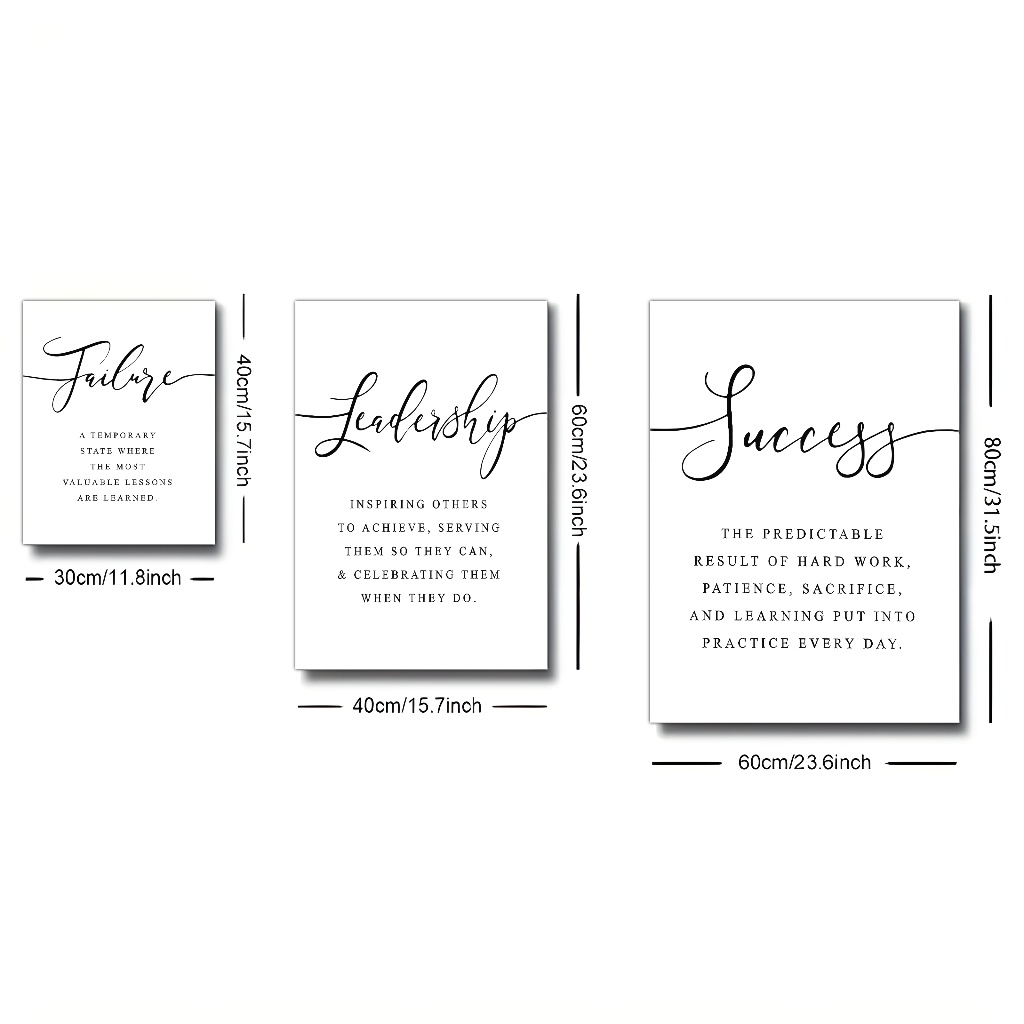 Failure
A TEMPORARY
STATE WHERE
THE MOST
VALUABLE LESSONS
ARE LEARNED.
40cm/15.7inch
30cm/11.8inch
Leadership
INSPIRING OTHERS
TO ACHIEVE, SERVING
THEM SO THEY CAN,
& CELEBRATING THEM
WHEN THEY DO.
60cm/23.6inch
40cm/15.7inch
Success
THE PREDICTABLE
RESULT OF HARD WORK,
PATIENCE, SACRIFICE,
AND LEARNING PUT INTO
PRACTICE EVERY DAY.
80cm/31.5inch
60cm/23.6inch